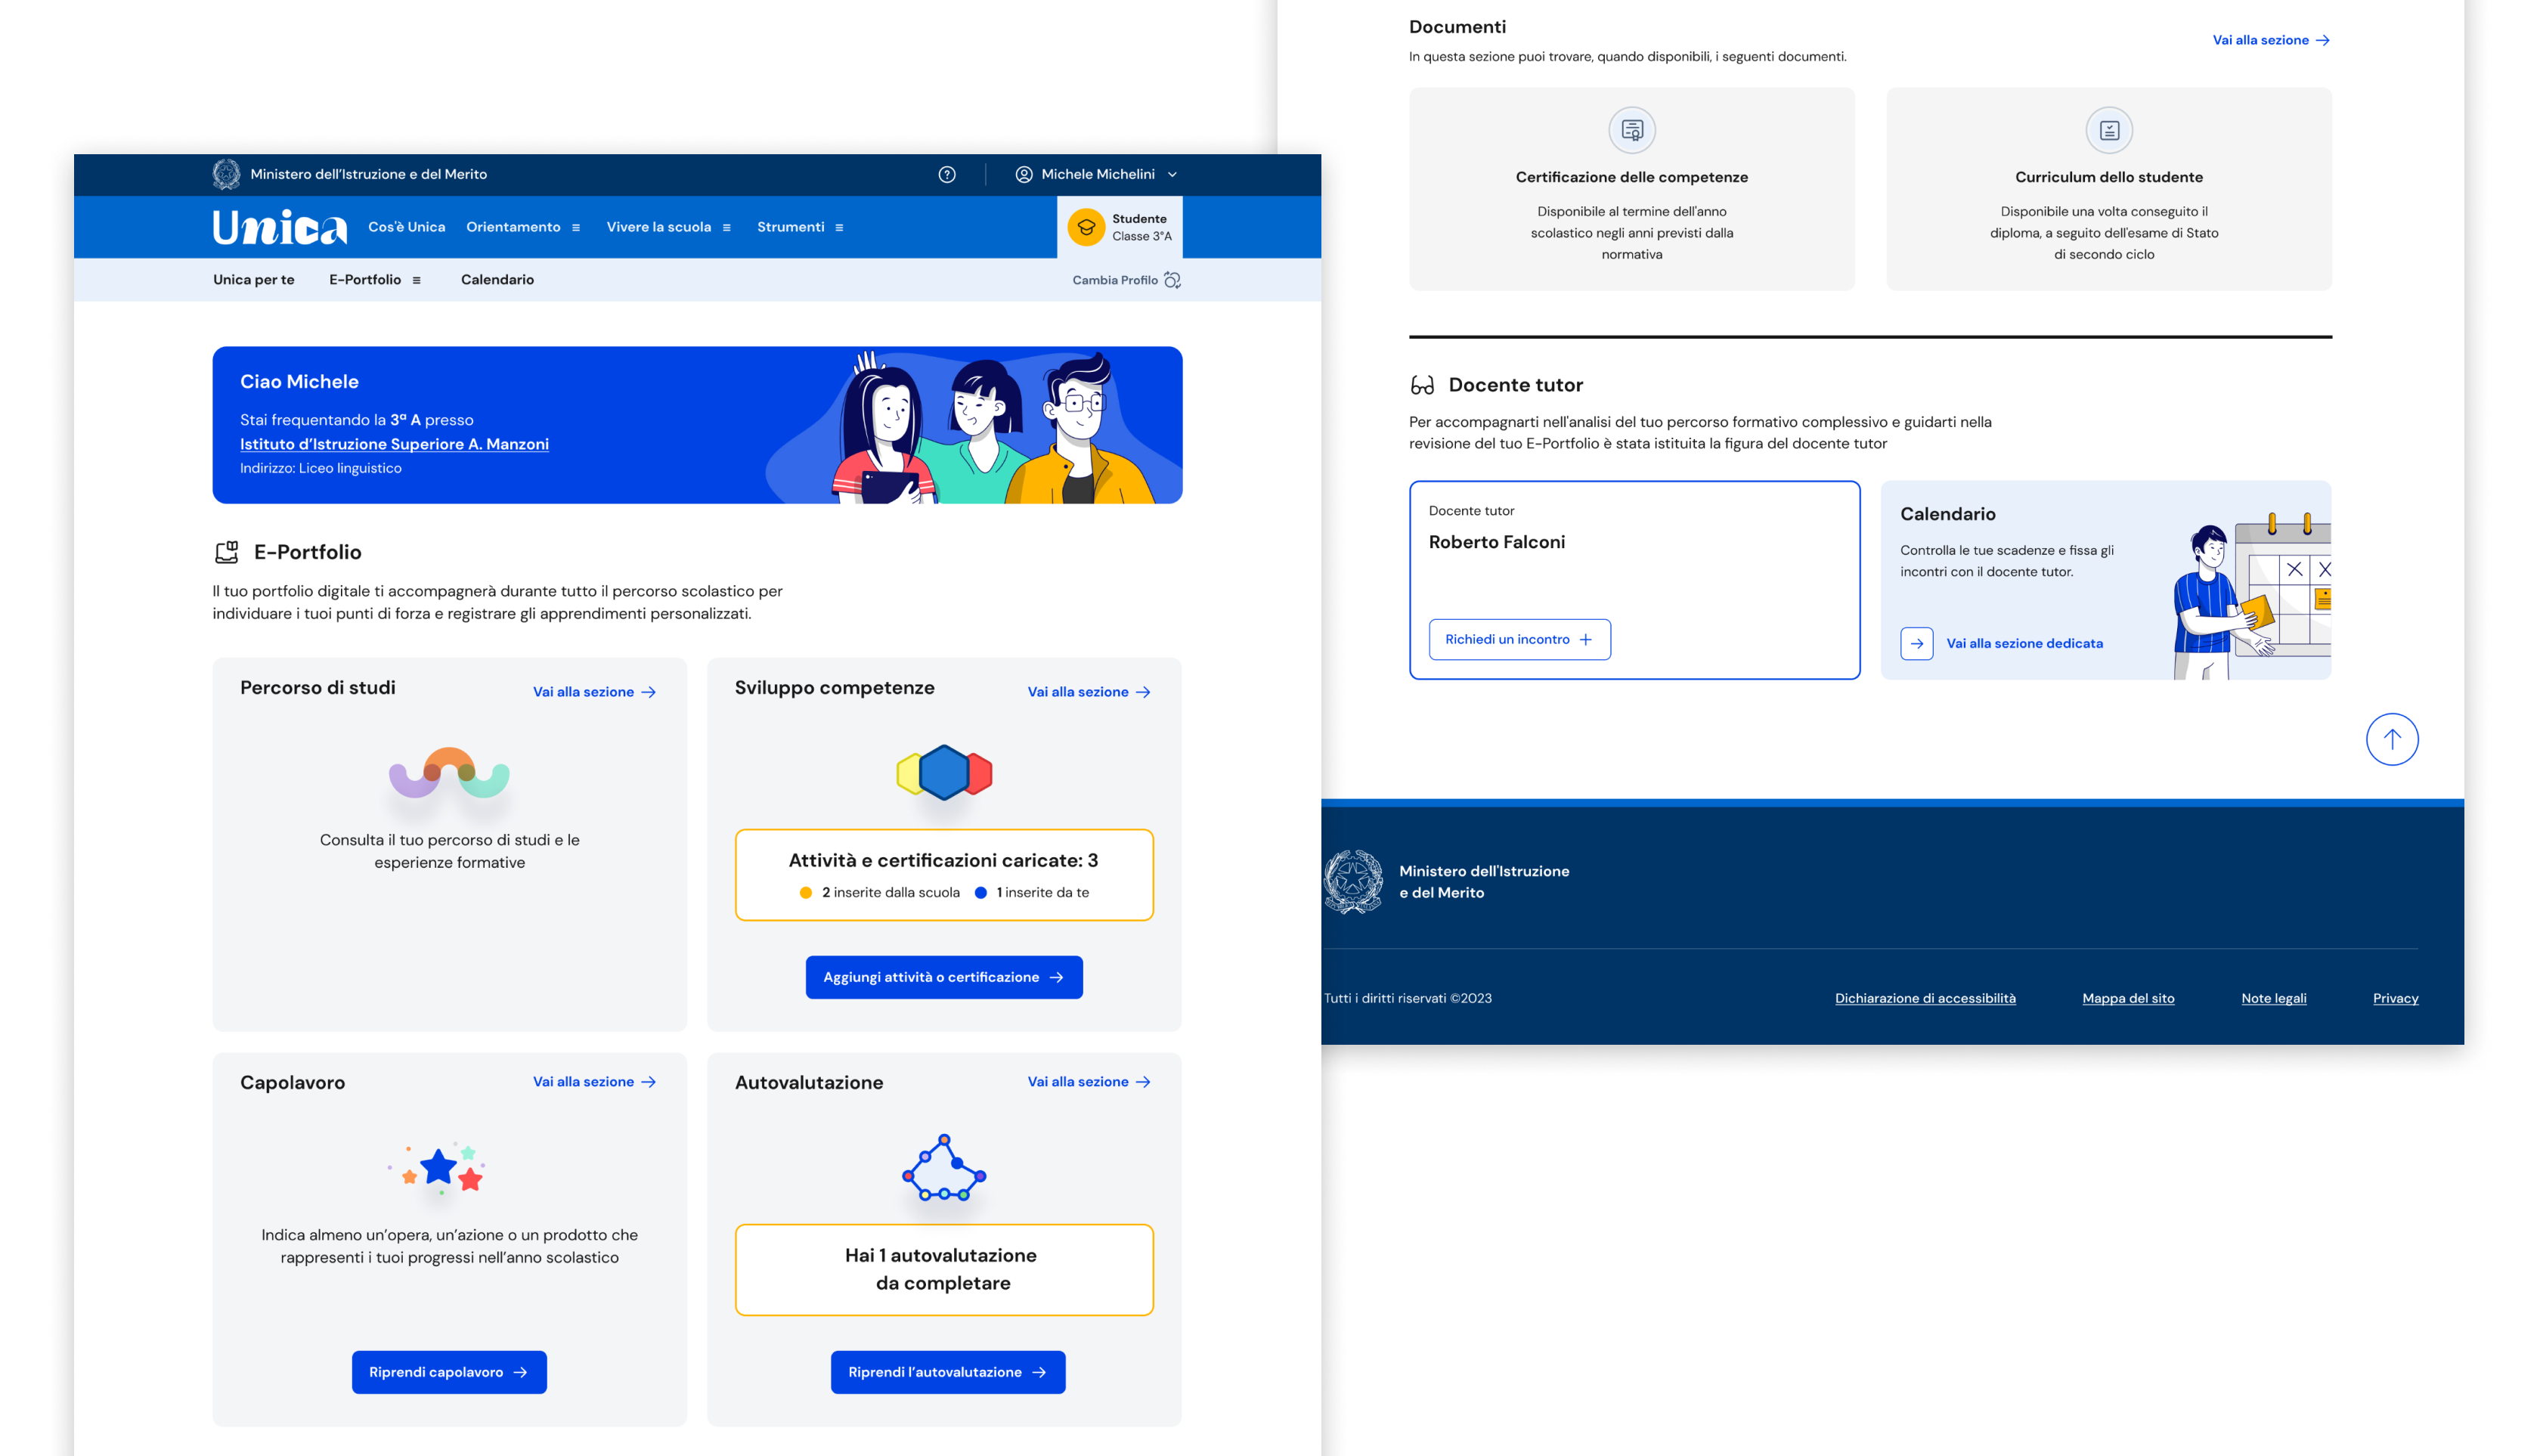 Ministero dell'Istruzione e del Merito
Michele Michelini
Unica
Cos'è Unica
Orientamento
Vivere la scuola
Strumenti
Studente
Classe 3°A
Unica per te
E-Portfolio
Calendario
Cambia Profilo
Ciao Michele
Stai frequentando la 3ª A presso
Istituto d'Istruzione Superiore A. Manzoni
Indirizzo: Liceo linguistico
E-Portfolio
Il tuo portfolio digitale ti accompagnerà durante tutto il percorso scolastico per
individuare i tuoi punti di forza e registrare gli apprendimenti personalizzati.
Percorso di studi
Vai alla sezione
Consulta il tuo percorso di studi e le
esperienze formative
Sviluppo competenze
Vai alla sezione
Attività e certificazioni caricate: 3
2 inserite dalla scuola
1 inserite da te
Aggiungi attività o certificazione
Capolavoro
Vai alla sezione
Indica almeno un'opera, un'azione o un prodotto che
rappresenti i tuoi progressi nell'anno scolastico
Riprendi capolavoro
Autovalutazione
Vai alla sezione
Hai 1 autovalutazione
da completare
Riprendi l'autovalutazione
Documenti
In questa sezione puoi trovare, quando disponibili, i seguenti documenti.
Vai alla sezione
Certificazione delle competenze
Disponibile al termine dell'anno
scolastico negli anni previsti dalla
normativa
Curriculum dello studente
Disponibile una volta conseguito il
diploma, a seguito dell'esame di Stato
di secondo ciclo
Docente tutor
Per accompagnarti nell'analisi del tuo percorso formativo complessivo e guidarti nella
revisione del tuo E-Portfolio è stata istituita la figura del docente tutor
Docente tutor
Roberto Falconi
Richiedi un incontro
Calendario
Controlla le tue scadenze e fissa gli
incontri con il docente tutor.
Vai alla sezione dedicata
Ministero dell'Istruzione
e del Merito
Tutti i diritti riservati ©2023
Dichiarazione di accessibilità
Mappa del sito
Note legali
Privacy